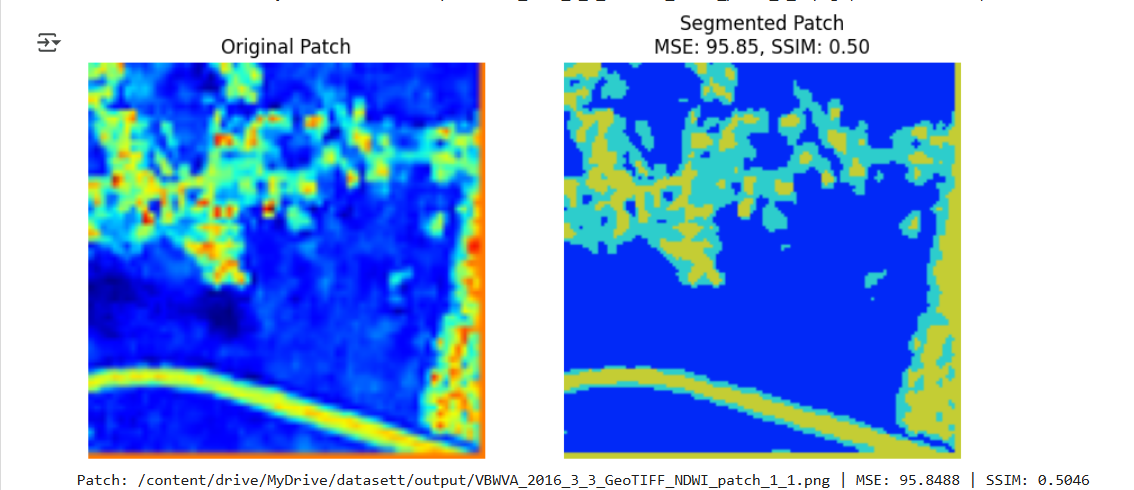 Original Patch
Segmented Patch
MSE: 95.85, SSIM: 0.50
Patch: /content/drive/MyDrive/datasett/output/VBWVA_2016_3_3_GeoTIFF_NDWI_patch_1_1.png | MSE: 95.8488 | SSIM: 0.5046